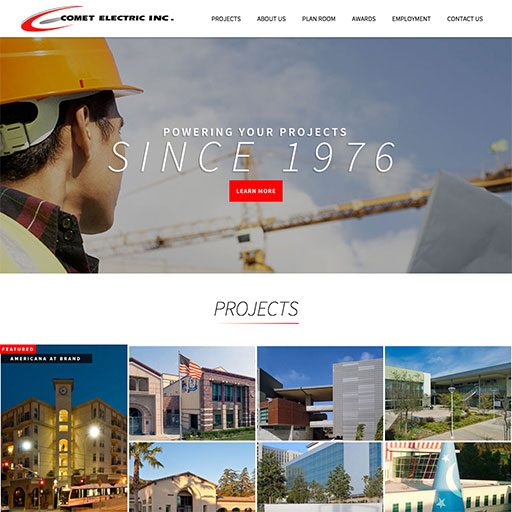 COMET ELECTRIC INC.
PROJECTS ABOUT US PLAN ROOM AWARDS EMPLOYMENT CONTACT US
POWERING YOUR PROJECTS
SINCE 1976
LEARN MORE
PROJECTS
FEATURED
AMERICANA AT BRAND